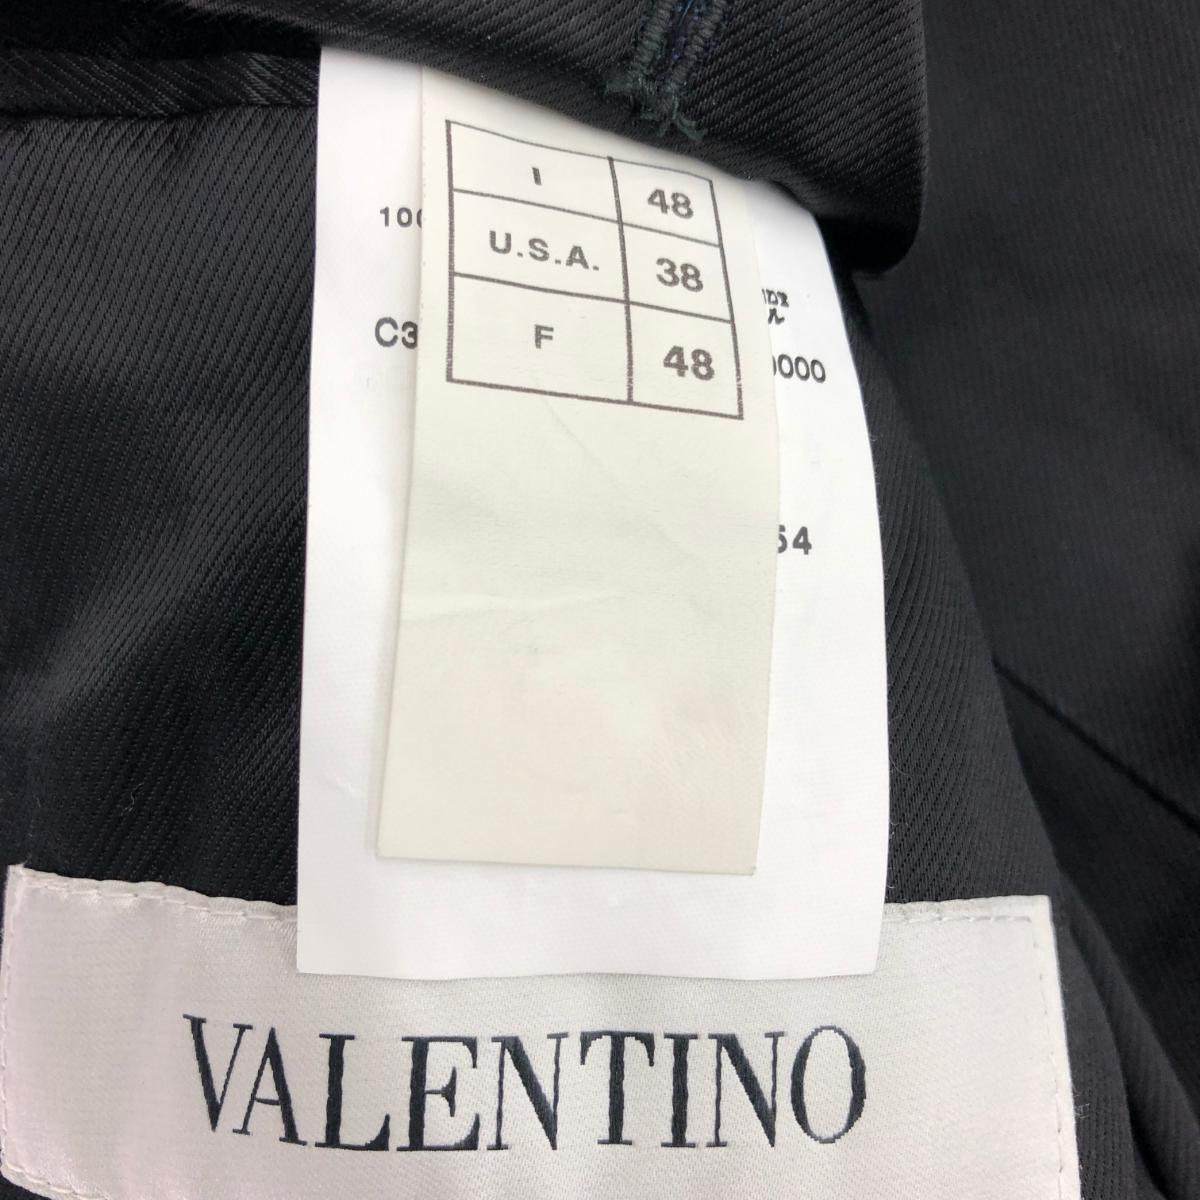 I 48
U.S.A. 38
F 48
100
C3
0000
54
VALENTINO